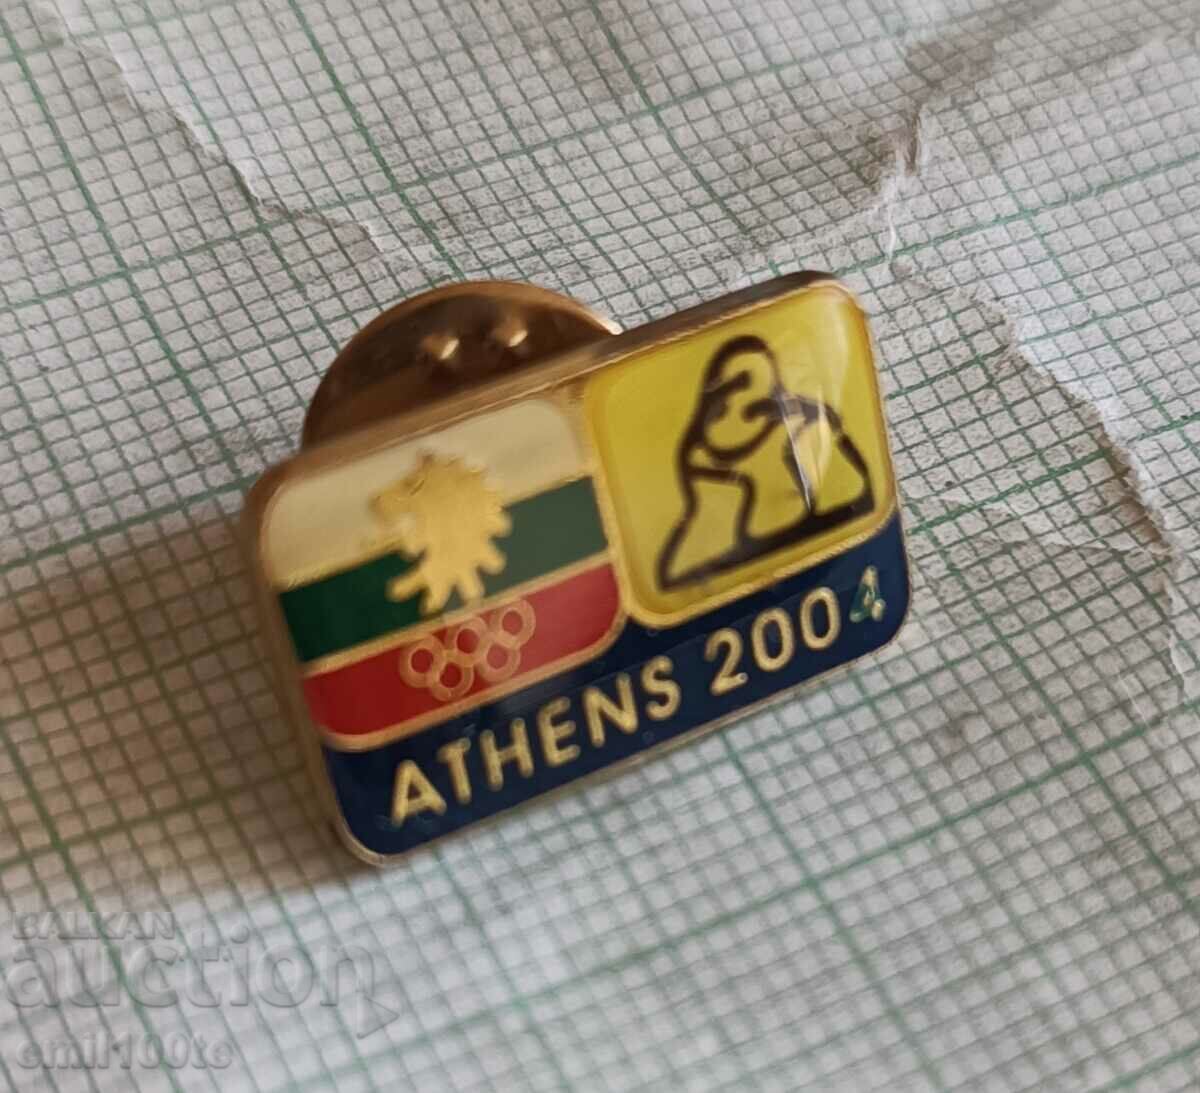 ATHENS 2004
BALKAN
auction
emil100te